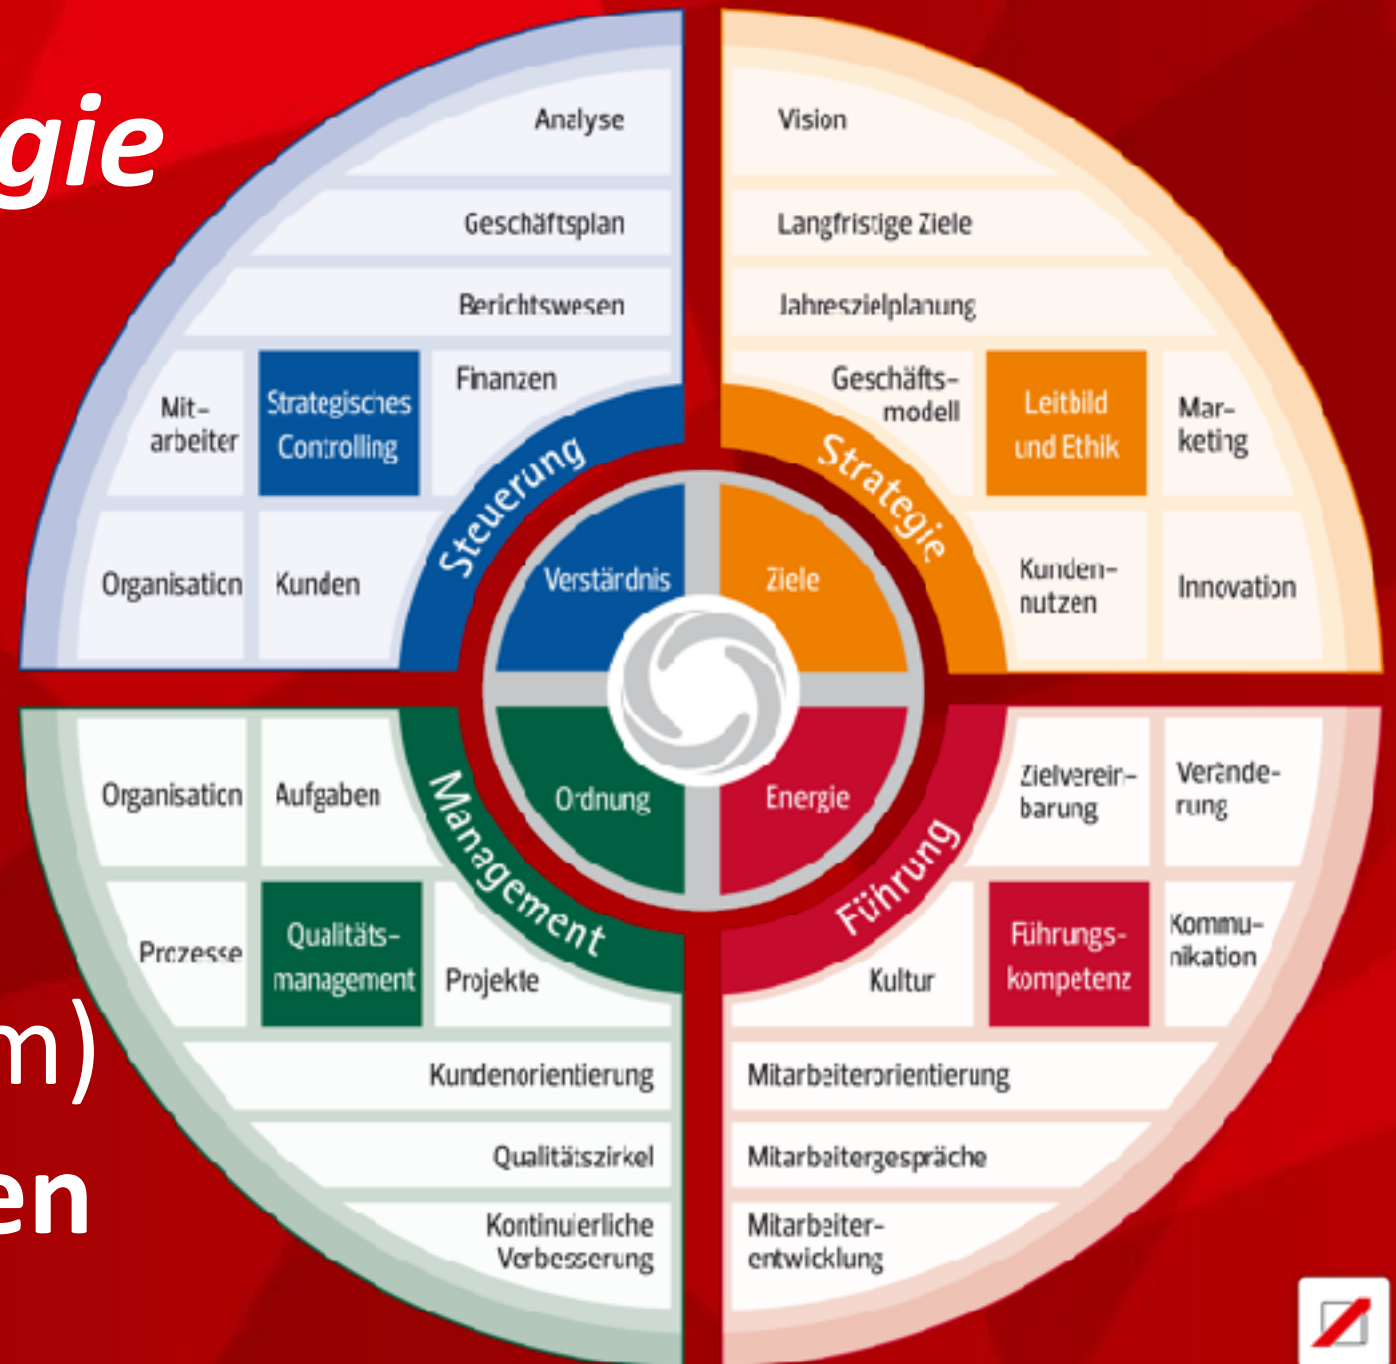 gie
m)
en
Analyse
Geschäftsplan
Berichtswesen
Finanzen
Mit-
arbeiter
Strategisches
Controlling
Organisation
Kunden
Steuerung
Verständnis
Vision
Langfristige Ziele
Jahreszielplanung
Geschäfts-
modell
Leitbild
und Ethik
Mar-
keting
Kunden-
nutzen
Innovation
Strategie
Ziele
Organisation
Aufgaben
Prozesse
Qualitäts-
management
Projekte
Kundenorientierung
Qualitätszirkel
Kontinuierliche
Verbesserung
Management
Ordnung
Energie
Führung
Zielverein-
barung
Verände-
rung
Kultur
Führungs-
kompetenz
Kommu-
nikation
Mitarbeiterorientierung
Mitarbeitergespräche
Mitarbeiter-
entwicklung